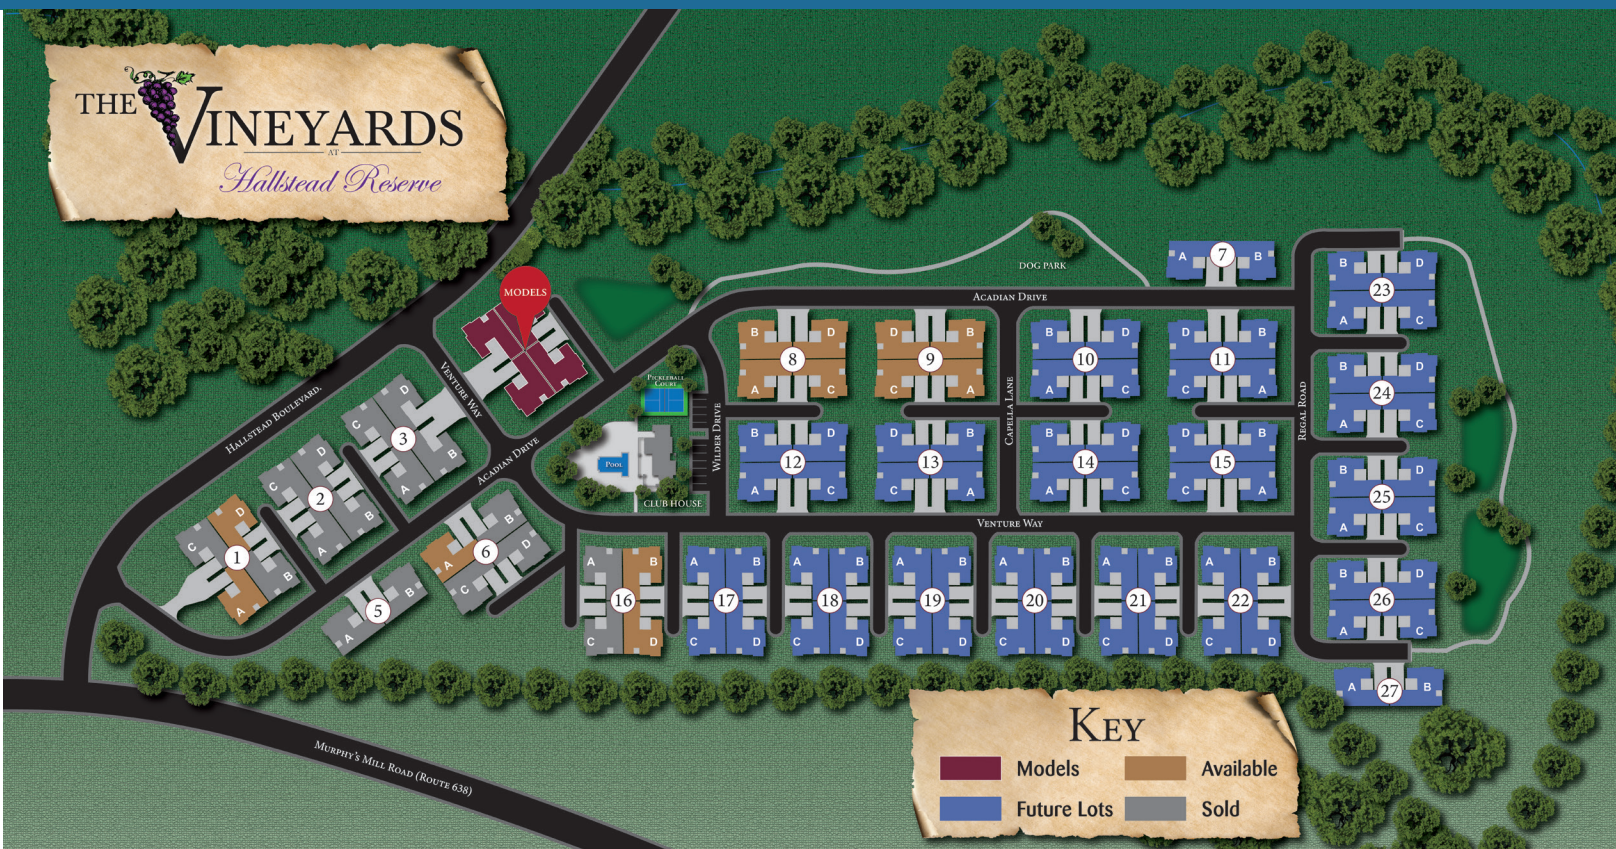 THE VINEYARDS
AT
Hallstead Reserve
MODELS
DOG PARK
ACADIAN DRIVE
HALLSTEAD BOULEVARD.
VENTURE WAY
ACADIAN DRIVE
PICKLEBALL
COURT
POOL
CLUB HOUSE
WILDER DRIVE
CAPELLA LANE
REGAL ROAD
VENTURE WAY
MURPHY'S MILL ROAD (ROUTE 638)
C D
1
A B
C D
2
A B
C D
3
A B
A 5 B
B
A 6 D
C
A 7 B
B D
8
A C
D B
9
C A
B D
10
A C
D B
11
C A
B D
12
A C
D B
13
C A
B D
14
A C
D B
15
C A
A B
16
C D
A B
17
C D
A B
18
C D
A B
19
C D
A B
20
C D
A B
21
C D
A B
22
C D
B D
23
A C
B D
24
A C
B D
25
A C
B D
26
A C
A 27 B
KEY
Models Available
Future Lots Sold